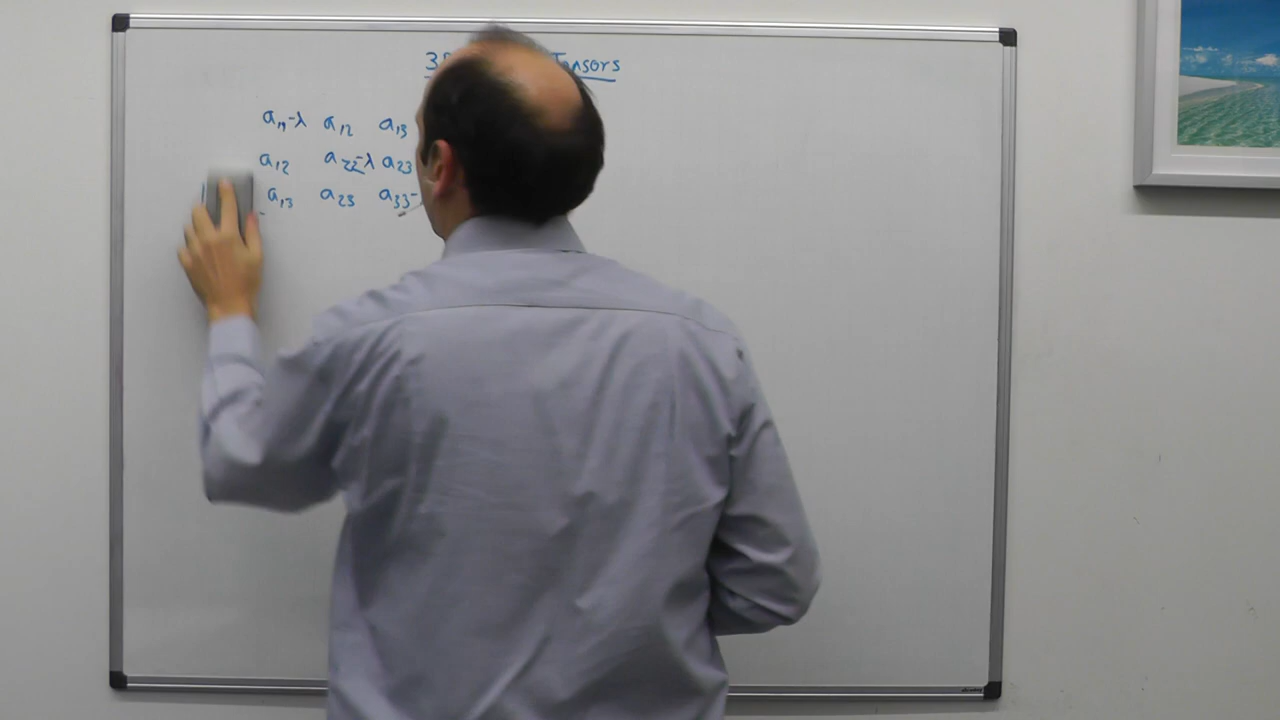 3D Tensors
a₁₁-λ a₁₂ a₁₃
a₁₂ a₂₂-λ a₂₃
a₁₃ a₂₃ a₃₃-